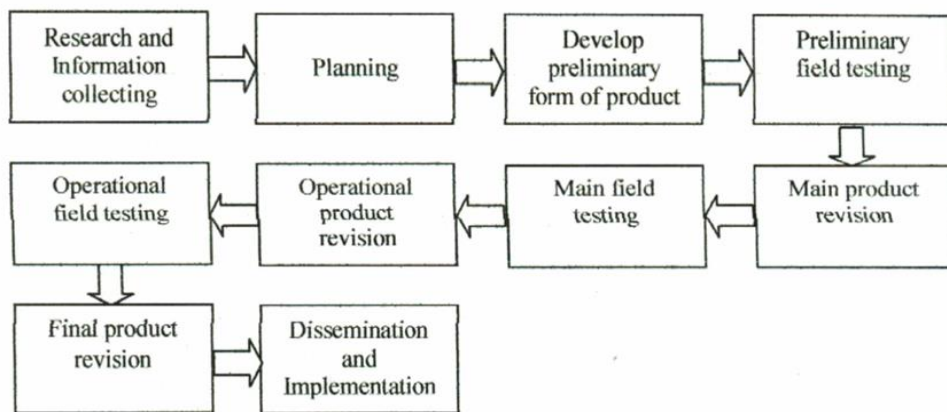 Research and
Information
collecting
Planning
Develop
preliminary
form of product
Preliminary
field testing
Main product
revision
Main field
testing
Operational
product
revision
Operational
field testing
Final product
revision
Dissemination
and
Implementation